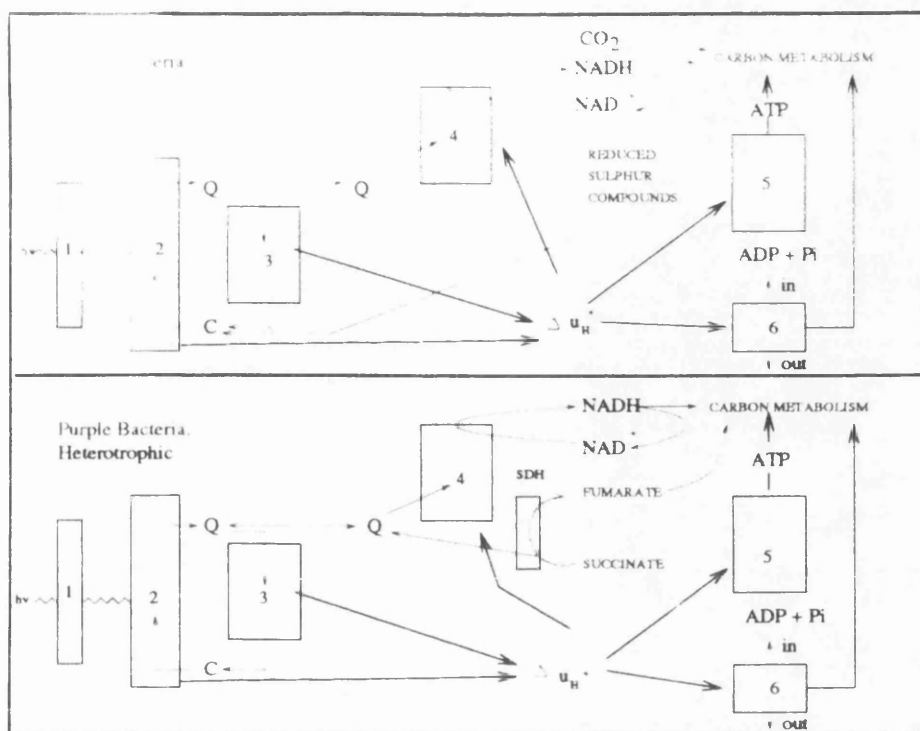 CO2
NADH
CARBON METABOLISM
NAD
ATP
4
REDUCED
SULPHUR
COMPOUNDS
5
Q
Q
1
2
3
ADP + Pi
in
C
Δ uH+
6
out
NADH
CARBON METABOLISM
Purple Bacteria.
Heterotrophic
NAD
ATP
4
SDH
FUMARATE
Q
Q
5
SUCCINATE
hv
1
2
3
ADP + Pi
in
C
Δ uH+
6
out